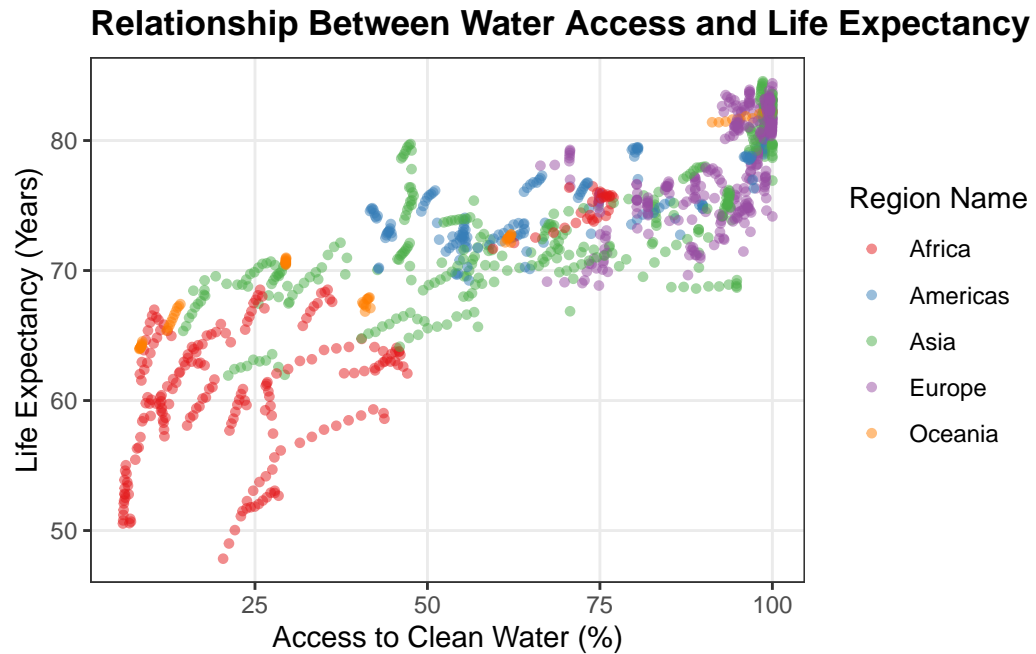 Relationship Between Water Access and Life Expectancy
Life Expectancy (Years)
80
70
60
50
25 50 75 100
Access to Clean Water (%)
Region Name
Africa
Americas
Asia
Europe
Oceania